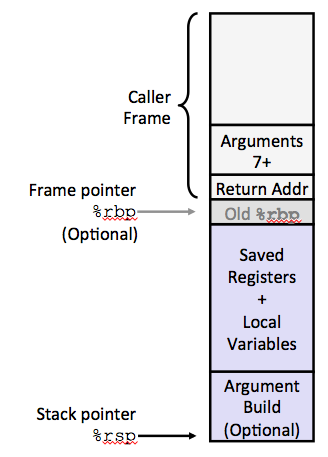 Caller
Frame
Arguments
7+
Return Addr
Frame pointer
%rbp
(Optional)
Old %rbp
Saved
Registers
+
Local
Variables
Argument
Build
(Optional)
Stack pointer
%rsp